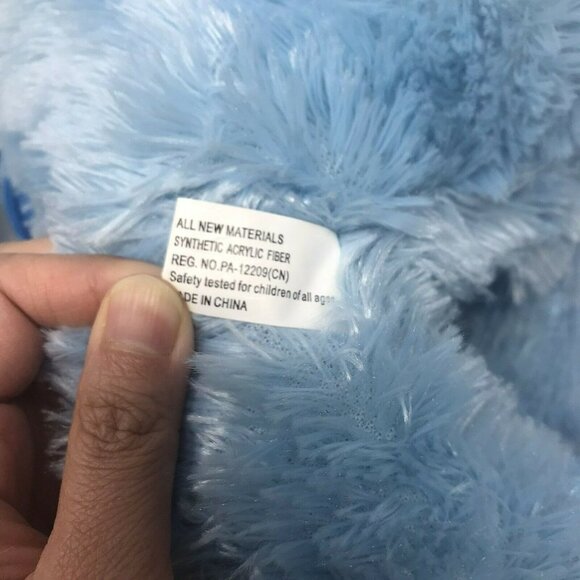 ALL NEW MATERIALS
SYNTHETIC ACRYLIC FIBER
REG. NO.PA-12209(CN)
Safety tested for children of all ages
MADE IN CHINA